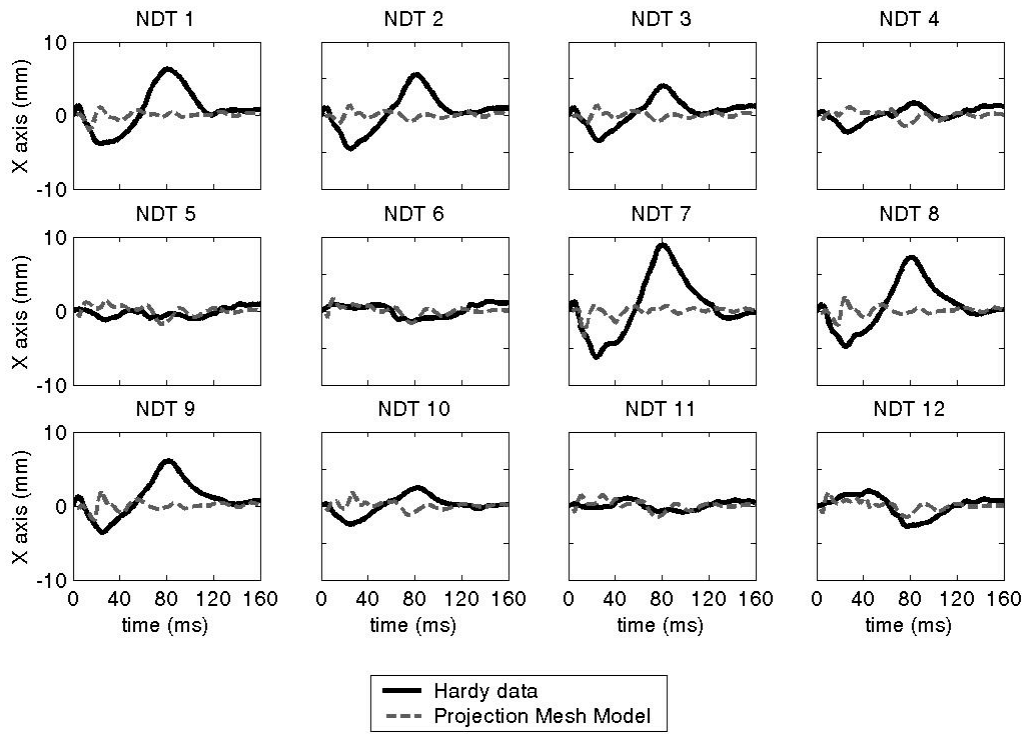 NDT 1 NDT 2 NDT 3 NDT 4
10
0
-10
X axis (mm)
NDT 5 NDT 6 NDT 7 NDT 8
10
0
-10
X axis (mm)
NDT 9 NDT 10 NDT 11 NDT 12
10
0
-10
X axis (mm)
0 40 80 120 160 0 40 80 120 160 0 40 80 120 160 0 40 80 120 160
time (ms) time (ms) time (ms) time (ms)
Hardy data
Projection Mesh Model